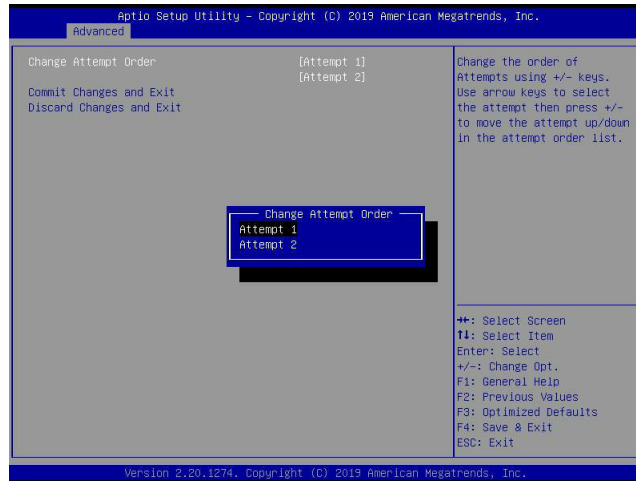 Aptio Setup Utility – Copyright (C) 2019 American Megatrends, Inc.
Advanced
Change Attempt Order [Attempt 1]
[Attempt 2]
Commit Changes and Exit
Discard Changes and Exit
Change the order of
Attempts using +/- keys.
Use arrow keys to select
the attempt then press +/-
to move the attempt up/down
in the attempt order list.
Change Attempt Order
Attempt 1
Attempt 2
→←: Select Screen
↑↓: Select Item
Enter: Select
+/-: Change Opt.
F1: General Help
F2: Previous Values
F3: Optimized Defaults
F4: Save & Exit
ESC: Exit
Version 2.20.1274. Copyright (C) 2019 American Megatrends, Inc.